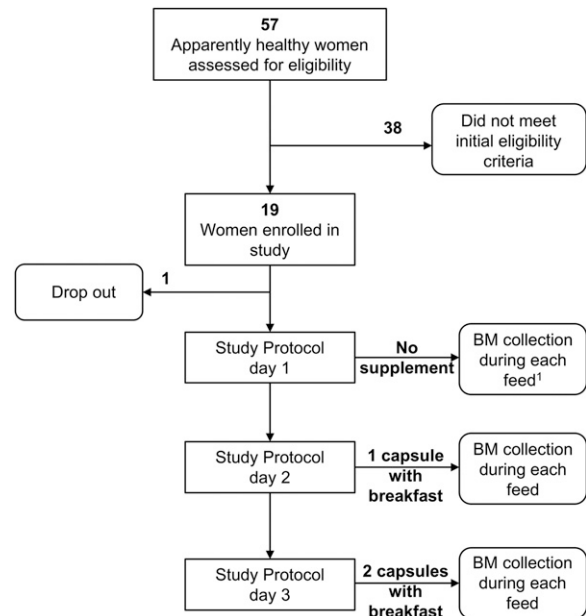 57
Apparently healthy women
assessed for eligibility
38
Did not meet
initial eligibility
criteria
19
Women enrolled in
study
1
Drop out
Study Protocol
day 1
No
supplement
BM collection
during each
feed¹
Study Protocol
day 2
1 capsule
with
breakfast
BM collection
during each
feed
Study Protocol
day 3
2 capsules
with breakfast
BM collection
during each
feed